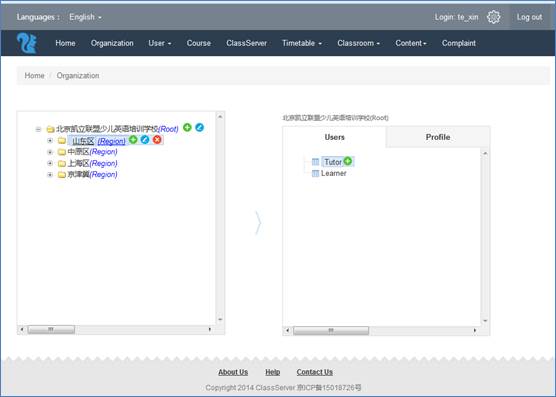 Languages : English Login: te_xin Log out
Home Organization User Course ClassServer Timetable Classroom Content Complaint
Home / Organization
北京凯立联盟少儿英语培训学校(Root)
山东区 (Region)
中原区(Region)
上海区(Region)
京津冀(Region)
北京凯立联盟少儿英语培训学校(Root)
Users Profile
Tutor
Learner
About Us Help Contact Us
Copyright 2014 ClassServer 京ICP备15018726号